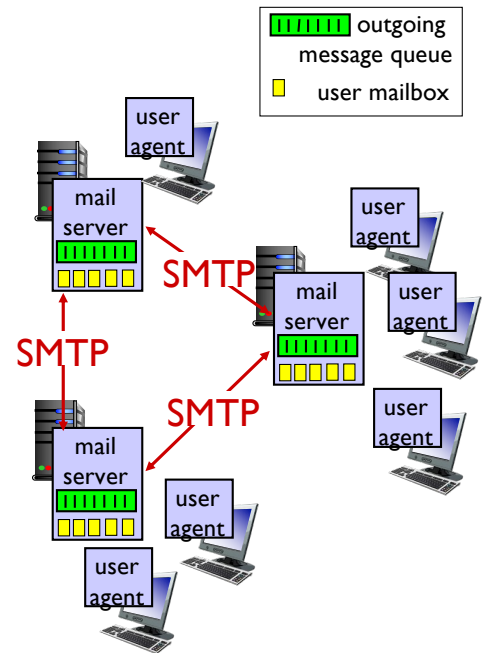 outgoing
message queue
user mailbox
user
agent
mail
server
user
agent
SMTP
mail
server
user
agent
SMTP
SMTP
user
agent
mail
server
user
agent
user
agent